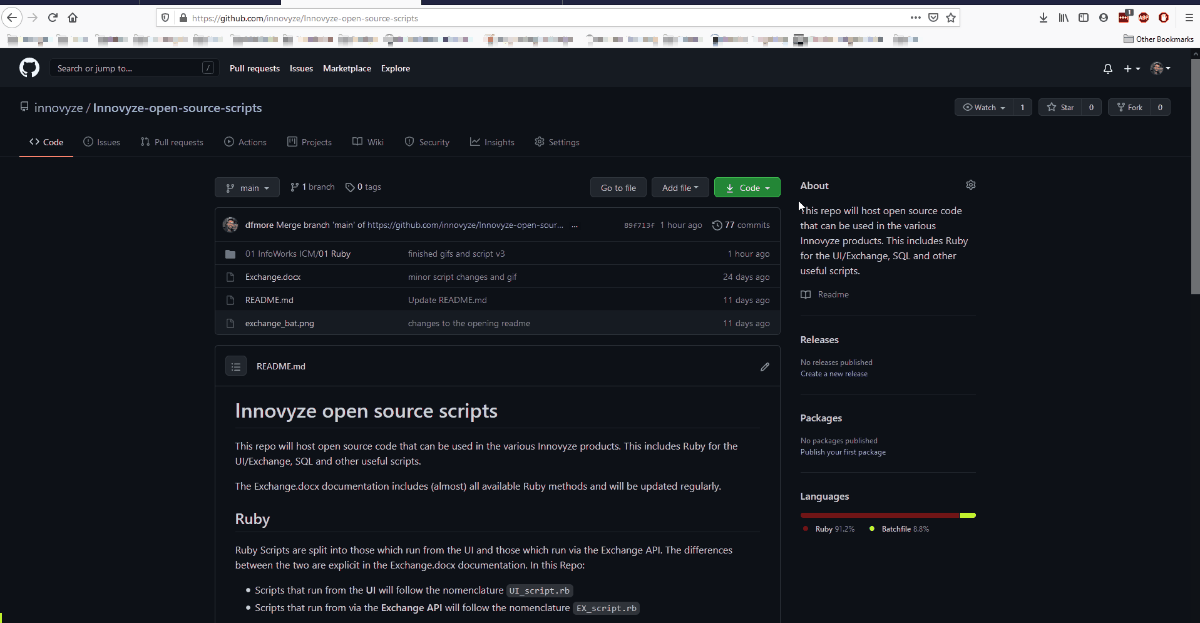 https://github.com/innovyze/Innovyze-open-source-scripts
Other Bookmarks
Search or jump to... /
Pull requests Issues Marketplace Explore
innovyze / Innovyze-open-source-scripts
Watch 1 Star 0 Fork 0
Code Issues Pull requests Actions Projects Wiki Security Insights Settings
main 1 branch 0 tags Go to file Add file Code
dfmore Merge branch 'main' of https://github.com/innovyze/Innovyze-open-sour... ... 89f713f 1 hour ago 77 commits
01 InfoWorks ICM/01 Ruby finished gifs and script v3 1 hour ago
Exchange.docx minor script changes and gif 24 days ago
README.md Update README.md 11 days ago
exchange_bat.png changes to the opening readme 11 days ago
README.md
Innovyze open source scripts
This repo will host open source code that can be used in the various Innovyze products. This includes Ruby for the
UI/Exchange, SQL and other useful scripts.
The Exchange.docx documentation includes (almost) all available Ruby methods and will be updated regularly.
Ruby
Ruby Scripts are split into those which run from the UI and those which run via the Exchange API. The differences
between the two are explicit in the Exchange.docx documentation. In this Repo:
• Scripts that run from the UI will follow the nomenclature UI_script.rb
• Scripts that run from via the Exchange API will follow the nomenclature EX_script.rb
About
This repo will host open source code
that can be used in the various
Innovyze products. This includes Ruby
for the UI/Exchange, SQL and other
useful scripts.
Readme
Releases
No releases published
Create a new release
Packages
No packages published
Publish your first package
Languages
Ruby 91.2% Batchfile 8.8%